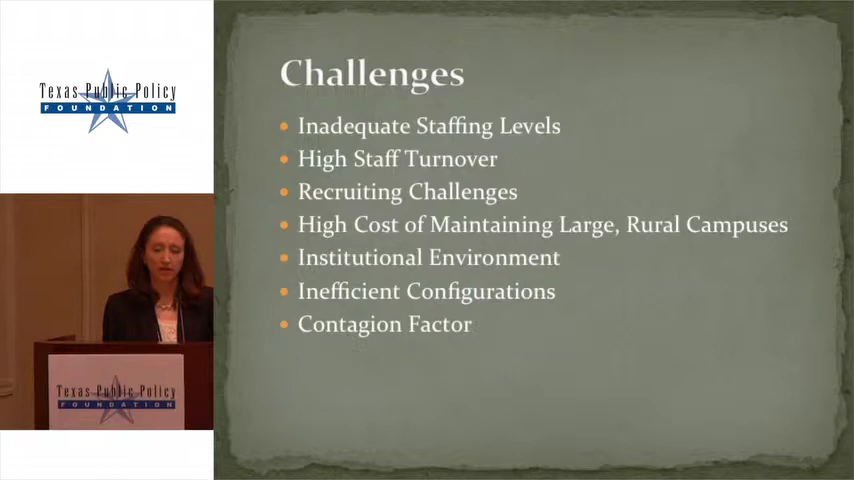 Texas Public Policy
FOUNDATION
Challenges
Inadequate Staffing Levels
High Staff Turnover
Recruiting Challenges
High Cost of Maintaining Large, Rural Campuses
Institutional Environment
Inefficient Configurations
Contagion Factor
Texas Public Policy
FOUNDATION